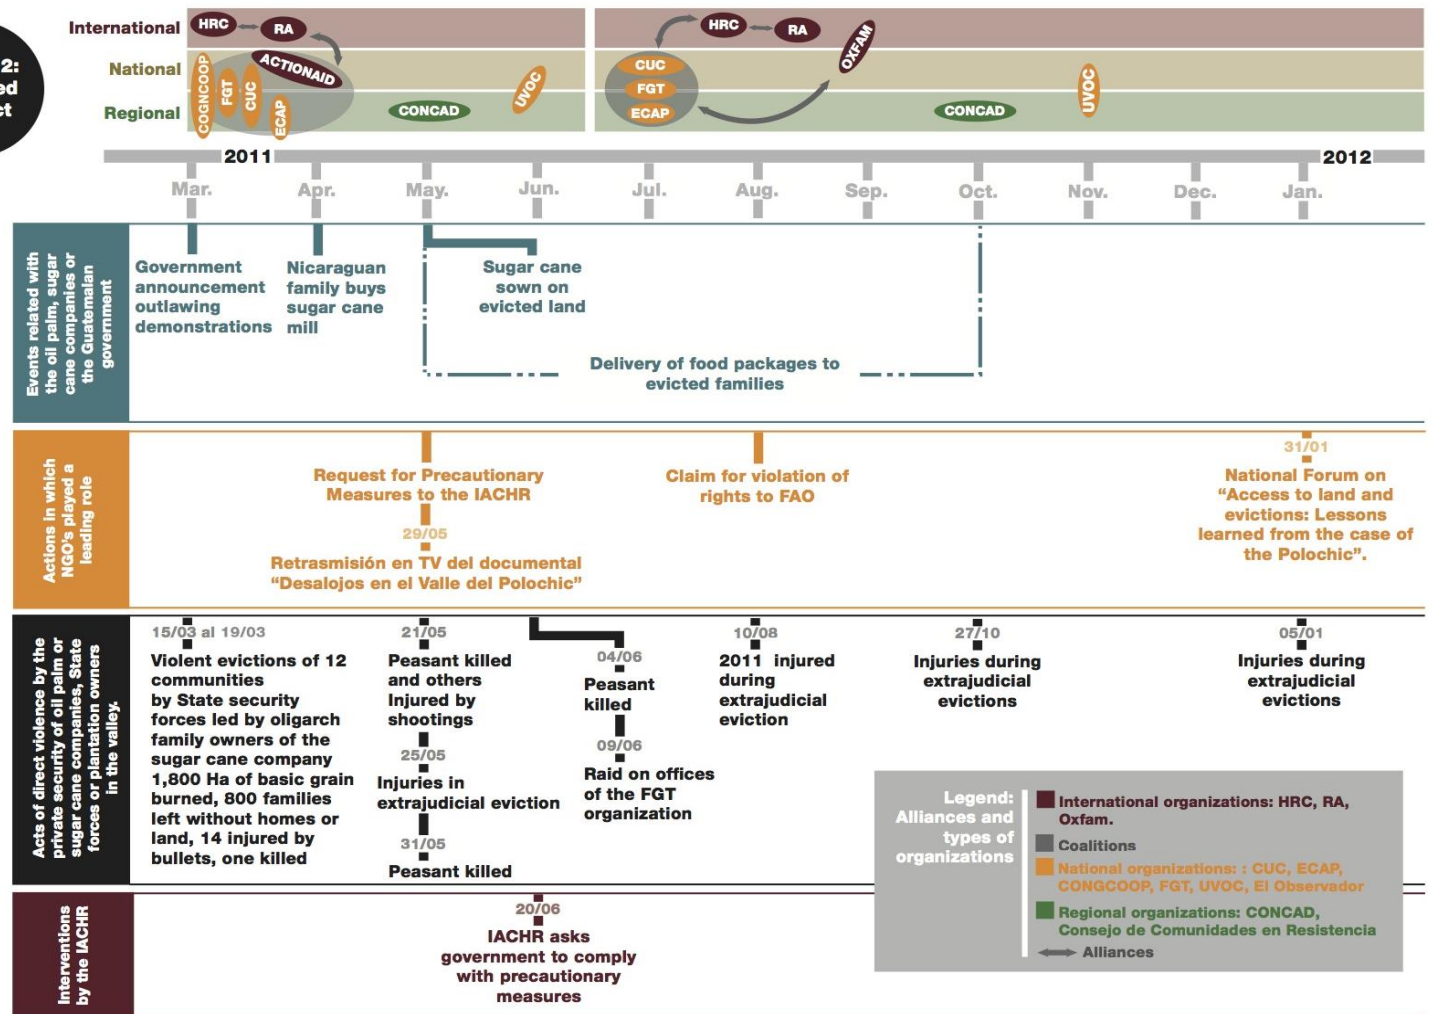 2:
ed
ct
International
National
Regional
HRC
RA
ACTIONAID
COGNCOOP
FGT
CUC
ECAP
CONCAD
UVOC
HRC
RA
OXFAM
CUC
FGT
ECAP
CONCAD
UVOC
2011
2012
Mar.
Apr.
May.
Jun.
Jul.
Aug.
Sep.
Oct.
Nov.
Dec.
Jan.
Events related with
the oil palm, sugar
cane companies or
the Guatemalan
government
Government
announcement
outlawing
demonstrations
Nicaraguan
family buys
sugar cane
mill
Sugar cane
sown on
evicted land
Delivery of food packages to
evicted families
Actions in which
NGO's played a
leading role
Request for Precautionary
Measures to the IACHR
29/05
Retrasmisión en TV del documental
“Desalojos en el Valle del Polochic”
Claim for violation of
rights to FAO
31/01
National Forum on
“Access to land and
evictions: Lessons
learned from the case of
the Polochic”.
Acts of direct violence by the
private security of oil palm or
sugar cane companies, State
forces or plantation owners
in the valley.
15/03 al 19/03
Violent evictions of 12
communities
by State security
forces led by oligarch
family owners of the
sugar cane company
1,800 Ha of basic grain
burned, 800 families
left without homes or
land, 14 injured by
bullets, one killed
21/05
Peasant killed
and others
Injured by
shootings
25/05
Injuries in
extrajudicial eviction
31/05
Peasant killed
04/06
Peasant
killed
09/06
Raid on offices
of the FGT
organization
10/08
2011 injured
during
extrajudicial
eviction
27/10
Injuries during
extrajudicial
evictions
05/01
Injuries during
extrajudicial
evictions
Legend:
Alliances and
types of
organizations
International organizations: HRC, RA,
Oxfam.
Coalitions
National organizations: : CUC, ECAP,
CONGCOOP, FGT, UVOC, El Observador
Regional organizations: CONCAD,
Consejo de Comunidades en Resistencia
Alliances
Interventions
by the IACHR
20/06
IACHR asks
government to comply
with precautionary
measures